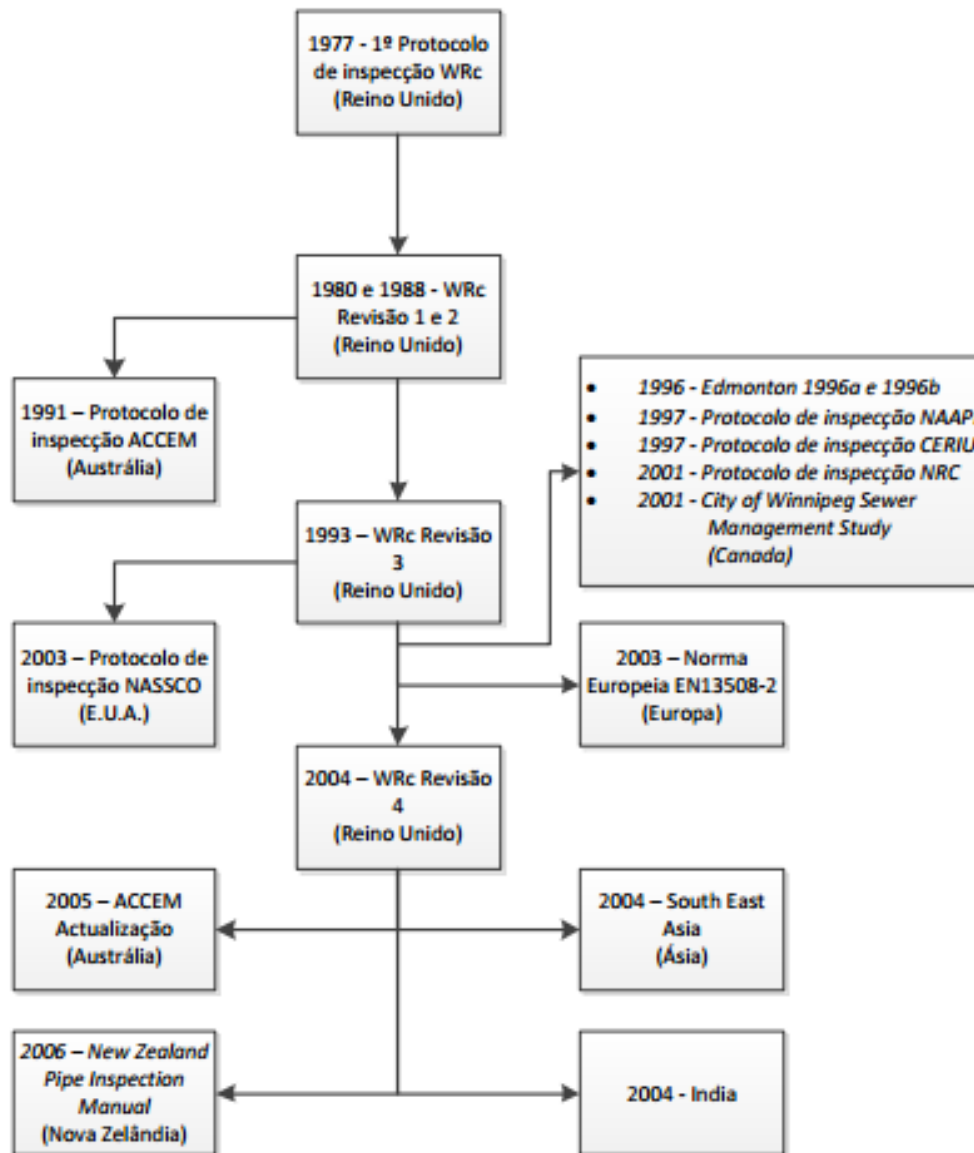 1977 - 1º Protocolo
de inspecção WRc
(Reino Unido)
1980 e 1988 - WRc
Revisão 1 e 2
(Reino Unido)
1991 – Protocolo de
inspecção ACCEM
(Austrália)
• 1996 - Edmonton 1996a e 1996b
• 1997 - Protocolo de inspecção NAAP
• 1997 - Protocolo de inspecção CERIU
• 2001 - Protocolo de inspecção NRC
• 2001 - City of Winnipeg Sewer
Management Study
(Canada)
1993 – WRc Revisão
3
(Reino Unido)
2003 – Protocolo de
inspecção NASSCO
(E.U.A.)
2003 – Norma
Europeia EN13508-2
(Europa)
2004 – WRc Revisão
4
(Reino Unido)
2005 – ACCEM
Actualização
(Austrália)
2004 – South East
Asia
(Ásia)
2006 – New Zealand
Pipe Inspection
Manual
(Nova Zelândia)
2004 - India